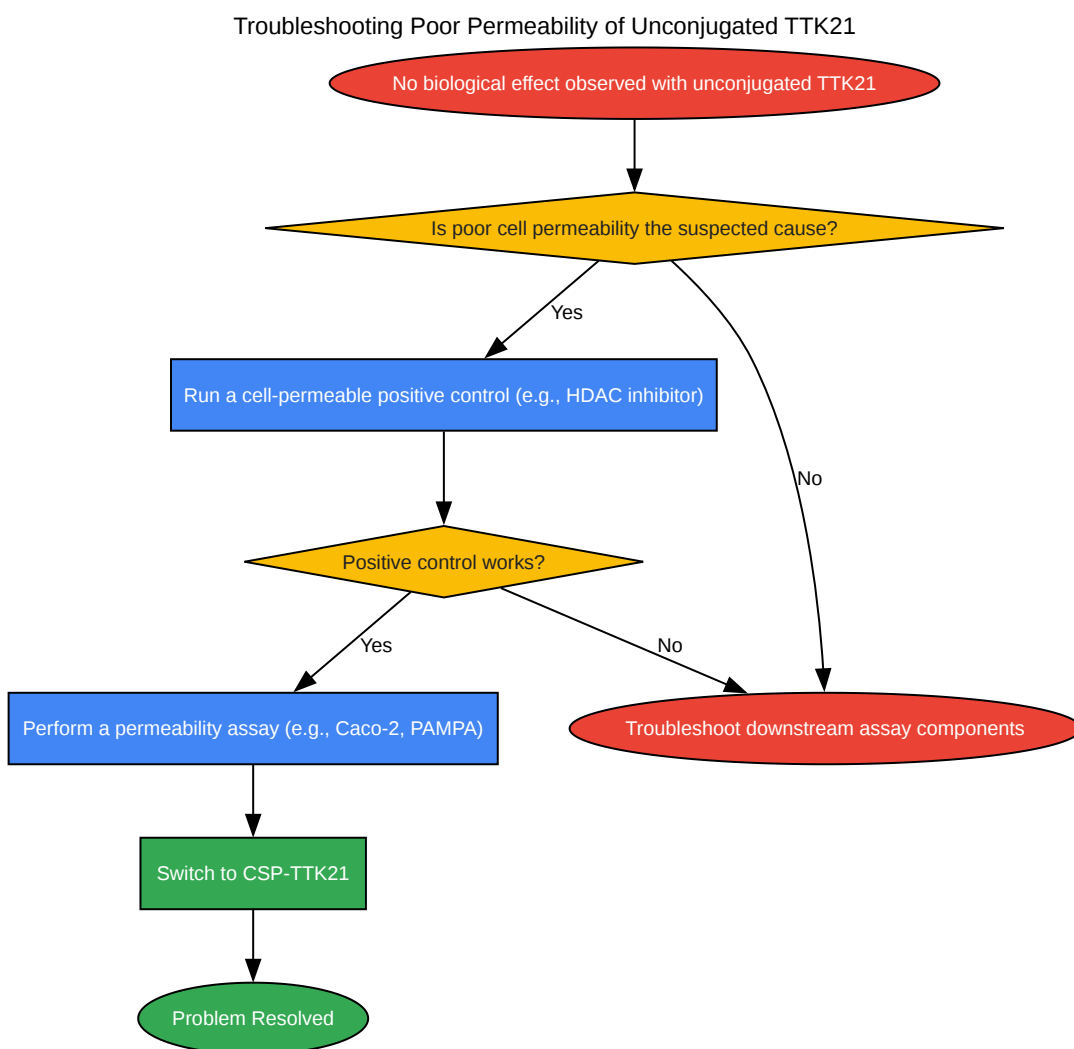 Troubleshooting Poor Permeability of Unconjugated TTK21
No biological effect observed with unconjugated TTK21
Is poor cell permeability the suspected cause?
Yes
Run a cell-permeable positive control (e.g., HDAC inhibitor)
No
Positive control works?
Yes
No
Perform a permeability assay (e.g., Caco-2, PAMPA)
Troubleshoot downstream assay components
Switch to CSP-TTK21
Problem Resolved